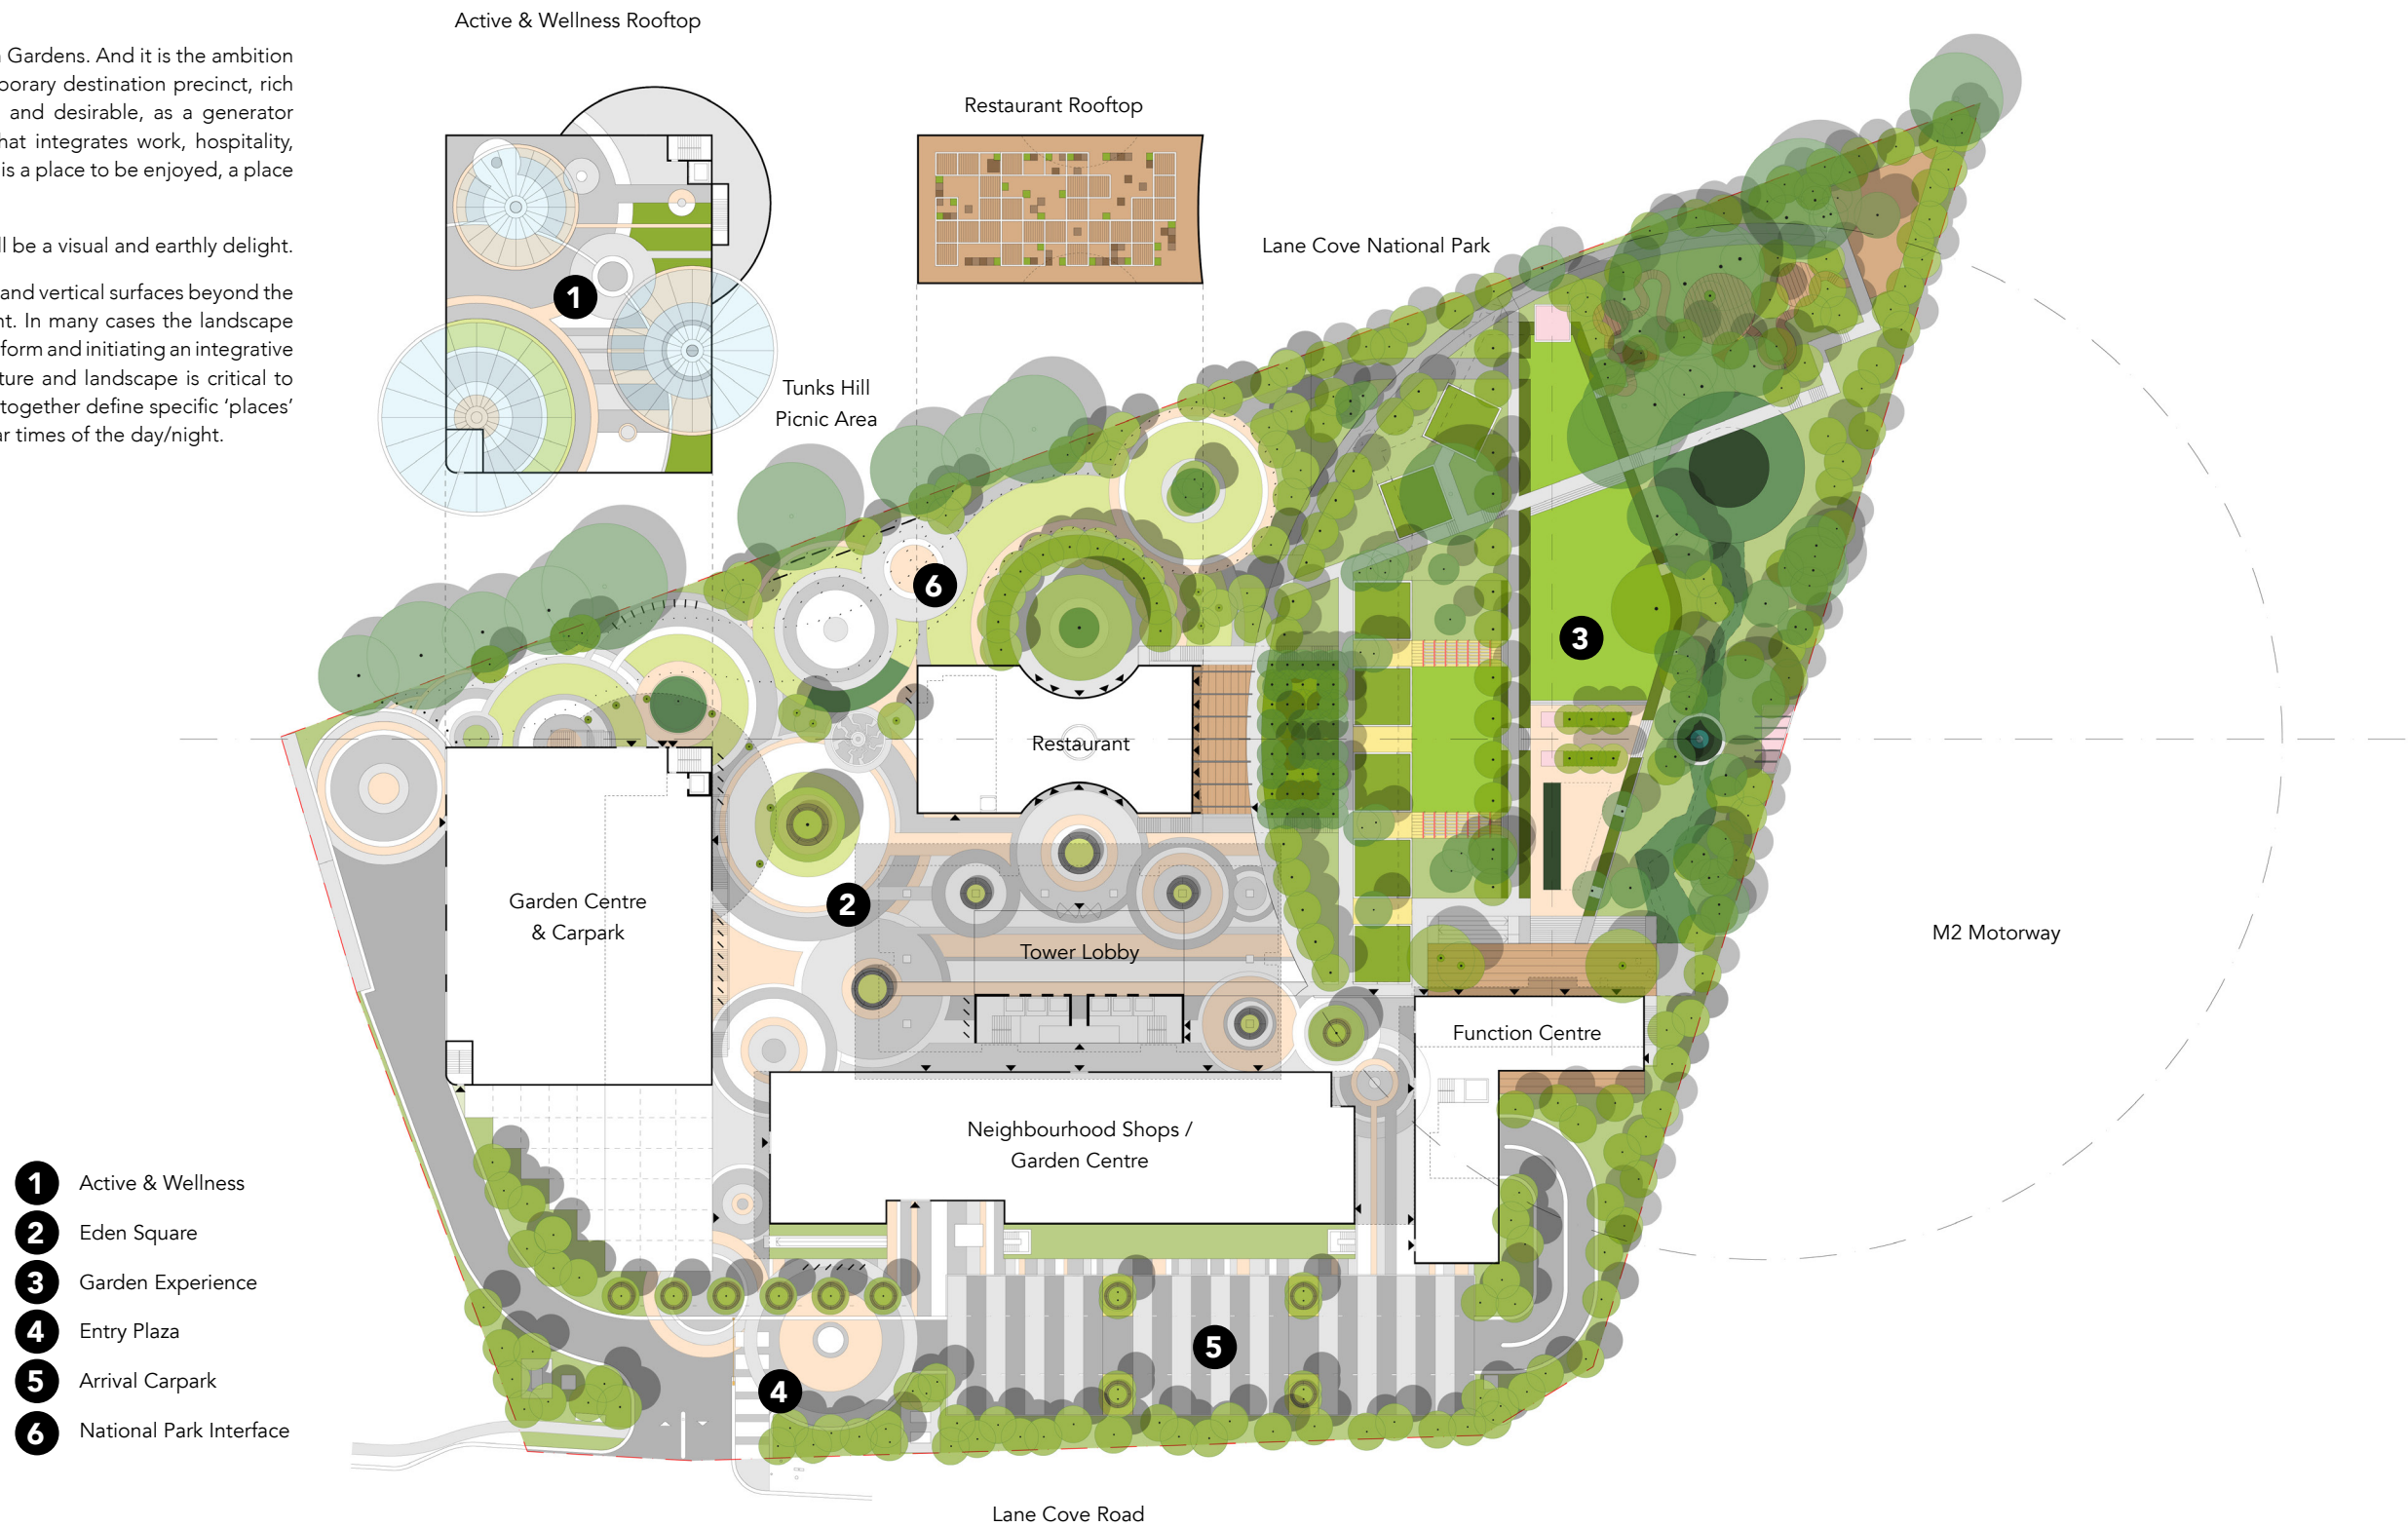 Active & Wellness Rooftop
Gardens. And it is the ambition
porary destination precinct, rich
and desirable, as a generator
hat integrates work, hospitality,
is a place to be enjoyed, a place
ll be a visual and earthly delight.
and vertical surfaces beyond the
nt. In many cases the landscape
form and initiating an integrative
ture and landscape is critical to
together define specific ‘places’
ar times of the day/night.
Restaurant Rooftop
Lane Cove National Park
1
Tunks Hill
Picnic Area
6
3
Restaurant
Garden Centre
& Carpark
2
Tower Lobby
M2 Motorway
Function Centre
Neighbourhood Shops /
Garden Centre
1 Active & Wellness
2 Eden Square
3 Garden Experience
4 Entry Plaza
5 Arrival Carpark
6 National Park Interface
5
4
Lane Cove Road